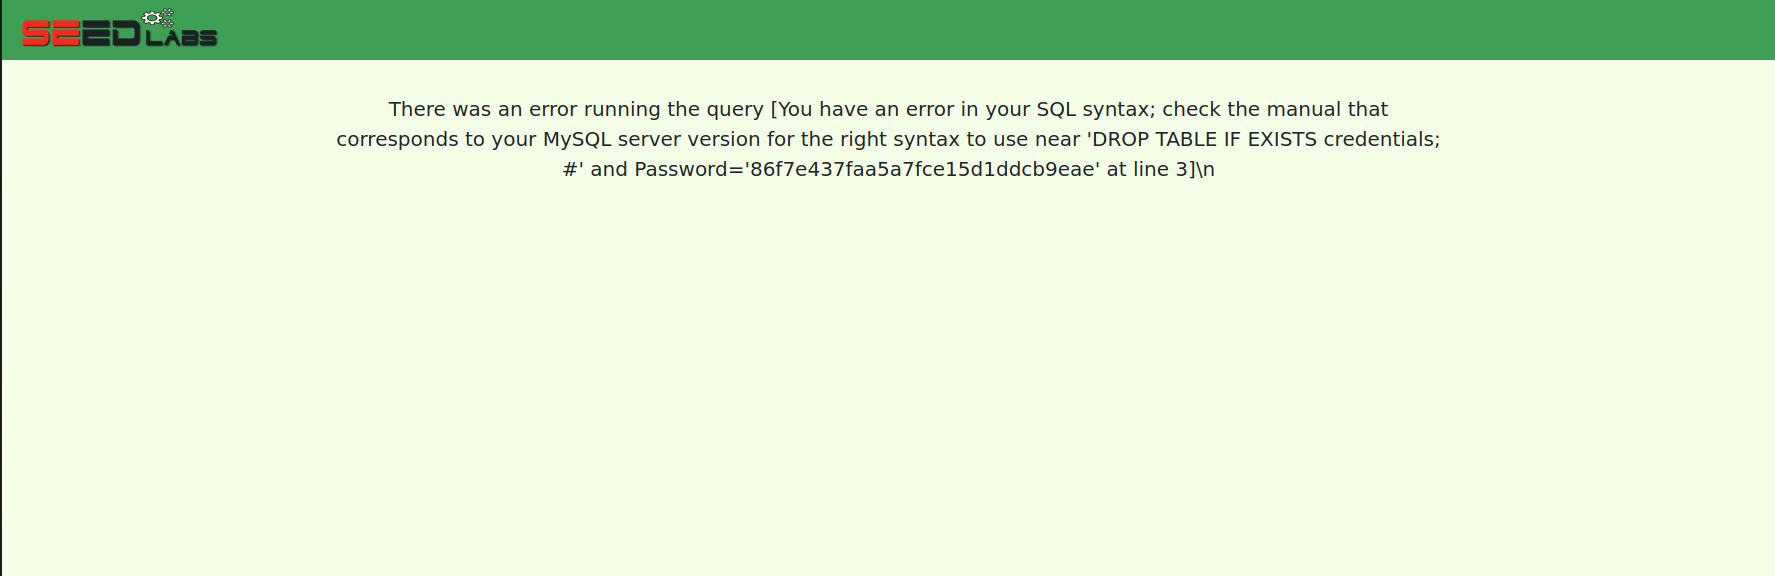 SEED LABS
There was an error running the query [You have an error in your SQL syntax; check the manual that
corresponds to your MySQL server version for the right syntax to use near 'DROP TABLE IF EXISTS credentials;
#' and Password='86f7e437faa5a7fce15d1ddcb9eae' at line 3]\n